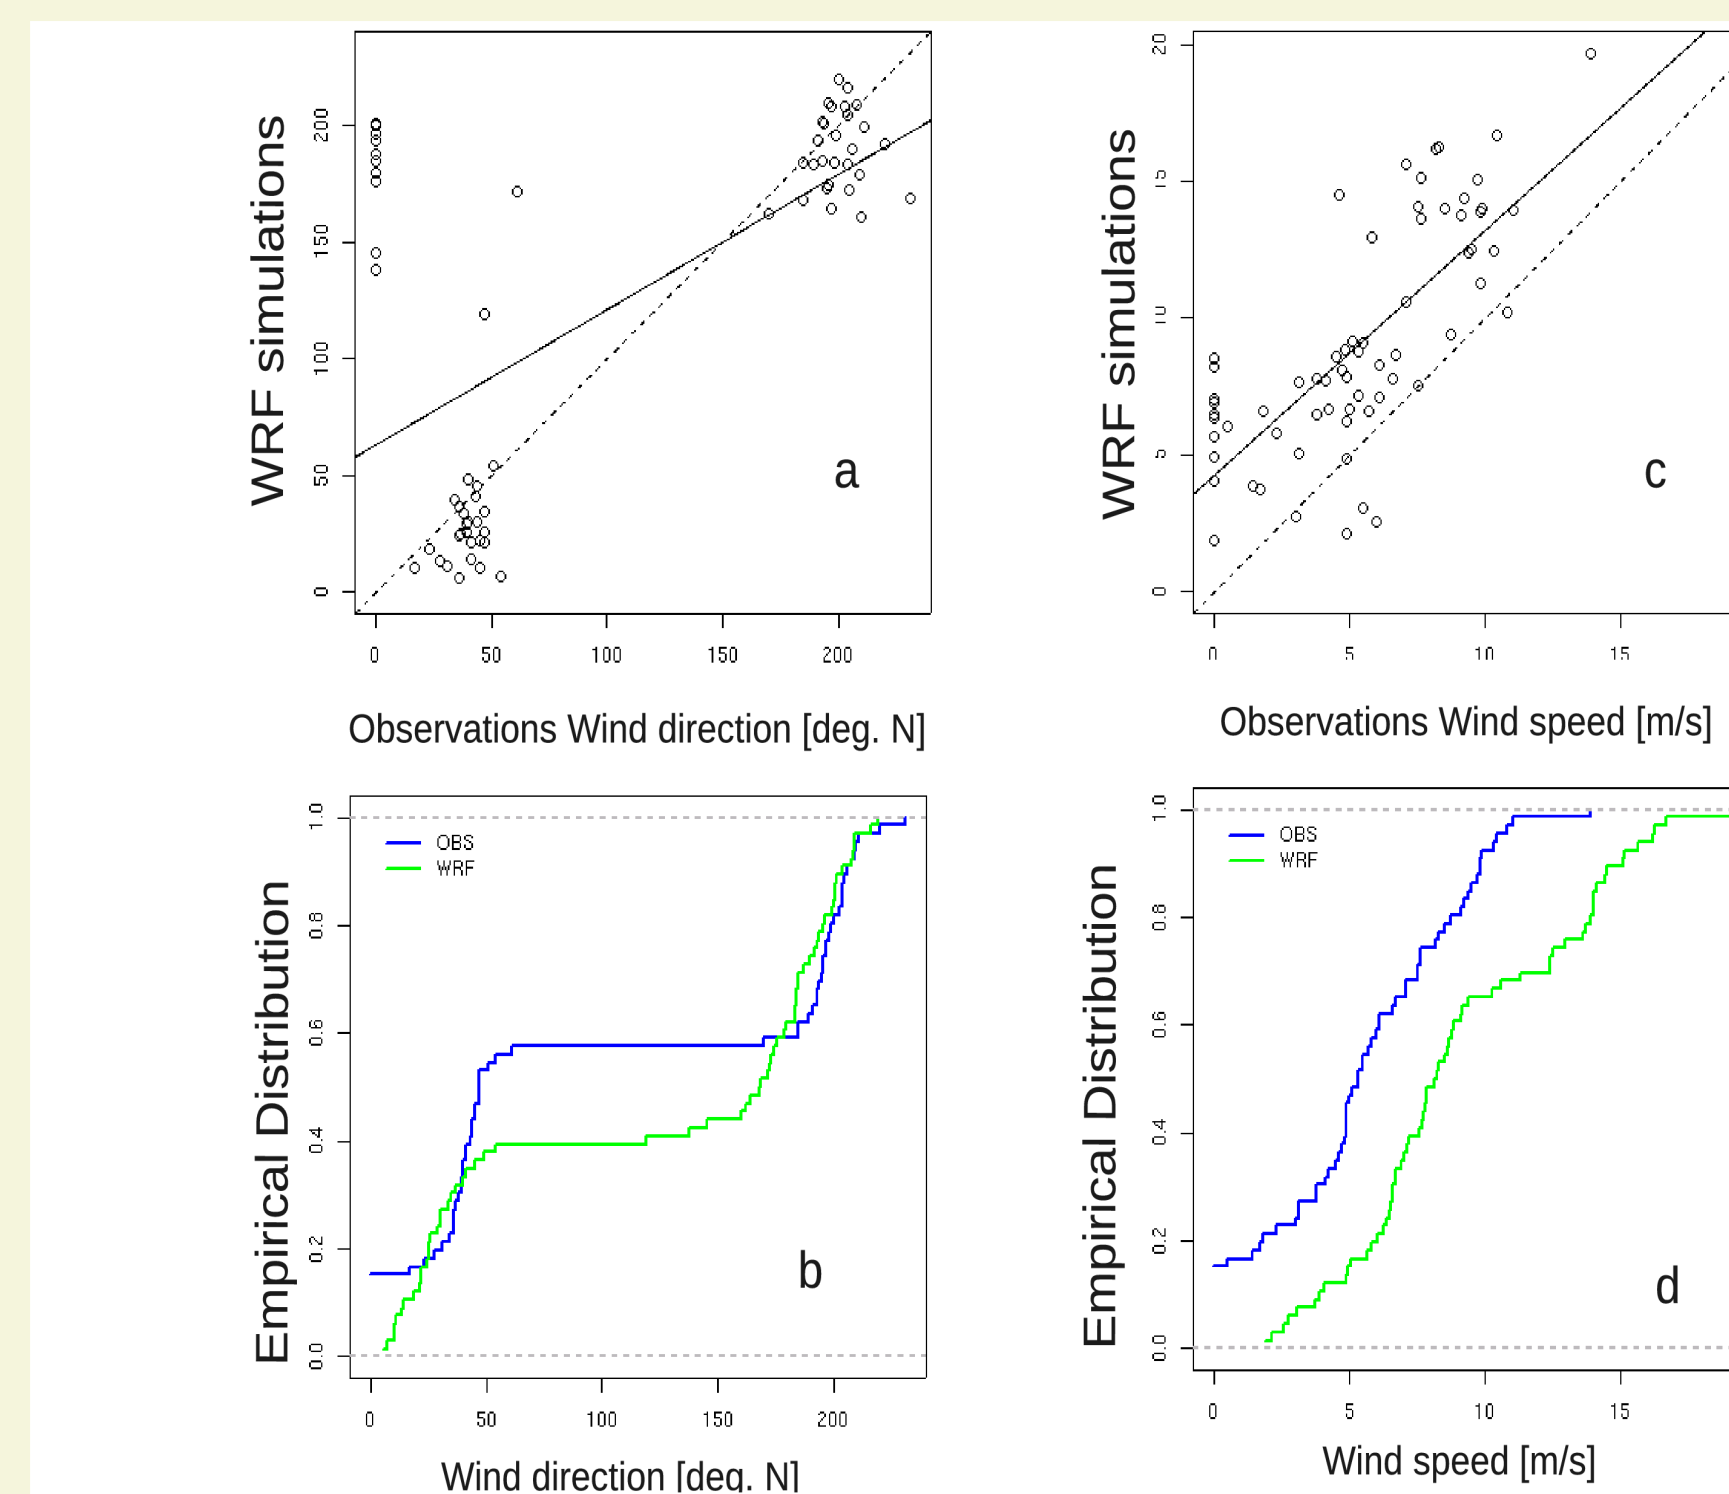 WRF simulations
200
150
100
50
0
a
0 50 100 150 200
Observations Wind direction [deg. N]
WRF simulations
20
15
10
5
0
c
0 5 10 15
Observations Wind speed [m/s]
Empirical Distribution
1.0
0.8
0.6
0.4
0.2
0.0
OBS
WRF
b
0 50 100 150 200
Wind direction [deg. N]
Empirical Distribution
1.0
0.8
0.6
0.4
0.2
0.0
OBS
WRF
d
0 5 10 15
Wind speed [m/s]